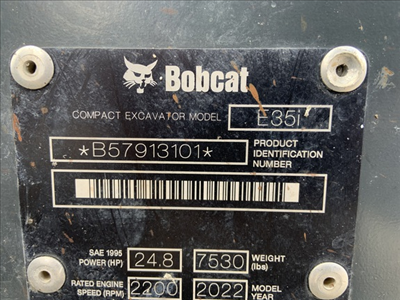 Bobcat
COMPACT EXCAVATOR MODEL E35i
*B57913101* PRODUCT
IDENTIFICATION
NUMBER
SAE 1995
POWER (HP) 24.8 7530 WEIGHT
(lbs)
RATED ENGINE
SPEED (RPM) 2200 2022 MODEL
YEAR